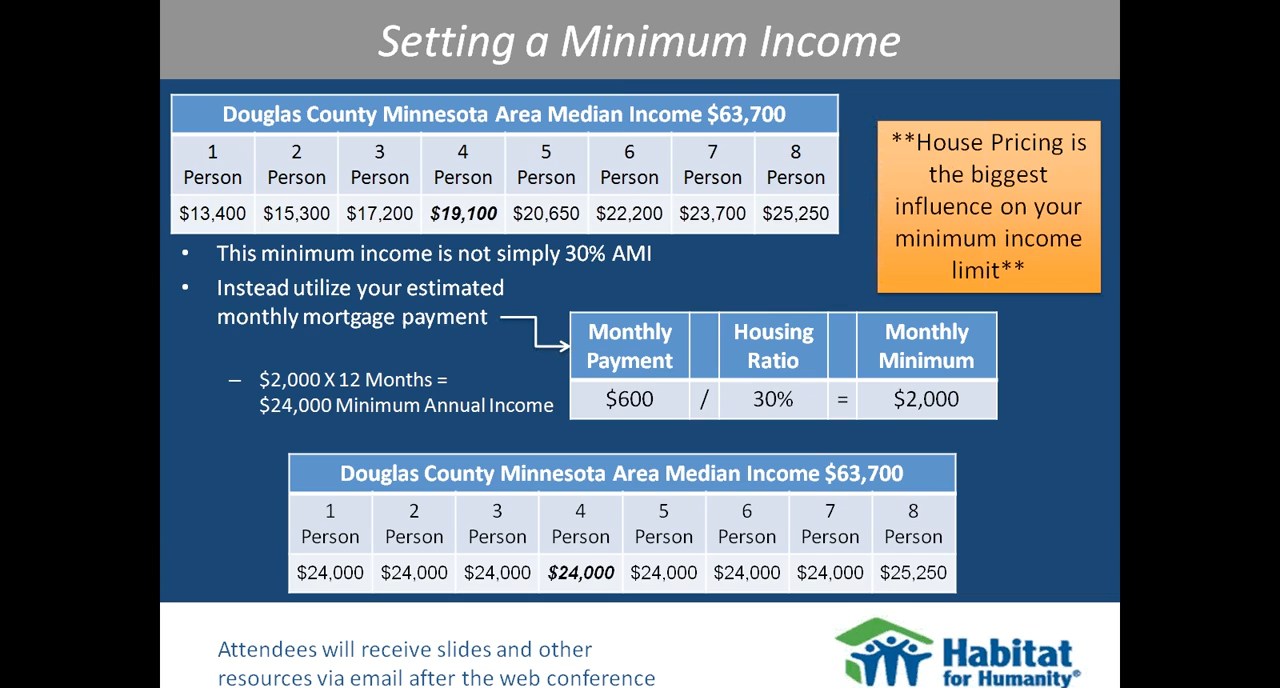 Setting a Minimum Income
Douglas County Minnesota Area Median Income $63,700
1 Person 2 Person 3 Person 4 Person 5 Person 6 Person 7 Person 8 Person
$13,400 $15,300 $17,200 $19,100 $20,650 $22,200 $23,700 $25,250
**House Pricing is
the biggest
influence on your
minimum income
limit**
• This minimum income is not simply 30% AMI
• Instead utilize your estimated
monthly mortgage payment
– $2,000 X 12 Months =
$24,000 Minimum Annual Income
Monthly Payment Housing Ratio Monthly Minimum
$600 / 30% = $2,000
Douglas County Minnesota Area Median Income $63,700
1 Person 2 Person 3 Person 4 Person 5 Person 6 Person 7 Person 8 Person
$24,000 $24,000 $24,000 $24,000 $24,000 $24,000 $24,000 $25,250
Attendees will receive slides and other
resources via email after the web conference
Habitat
for Humanity®